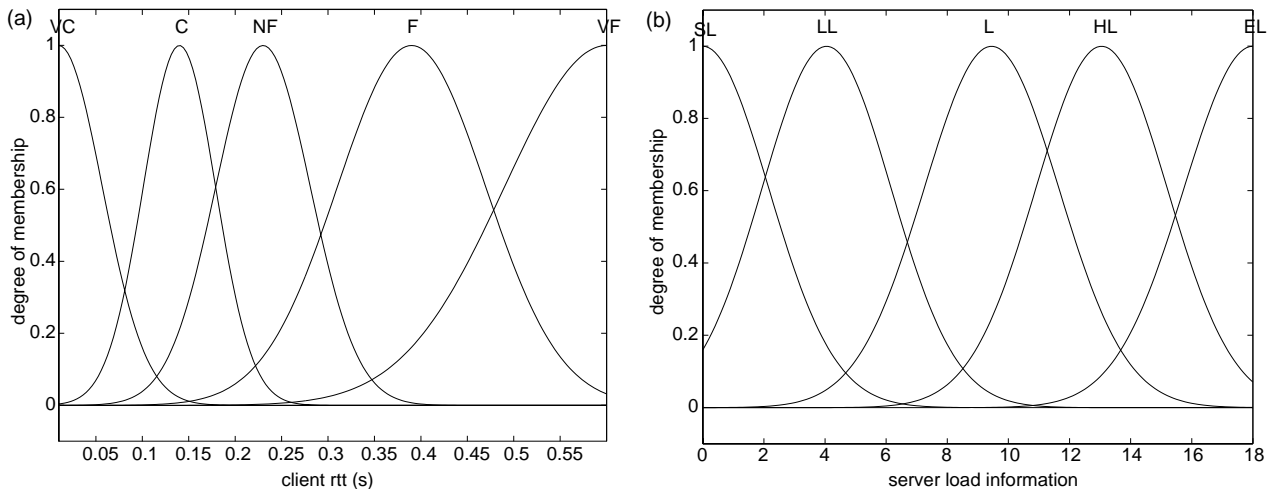 (a)
VC C NF F VF
1
0.8
0.6
0.4
0.2
0
degree of membership
0.05 0.1 0.15 0.2 0.25 0.3 0.35 0.4 0.45 0.5 0.55
client rtt (s)
(b)
SL LL L HL EL
1
0.8
0.6
0.4
0.2
0
degree of membership
0 2 4 6 8 10 12 14 16 18
server load information